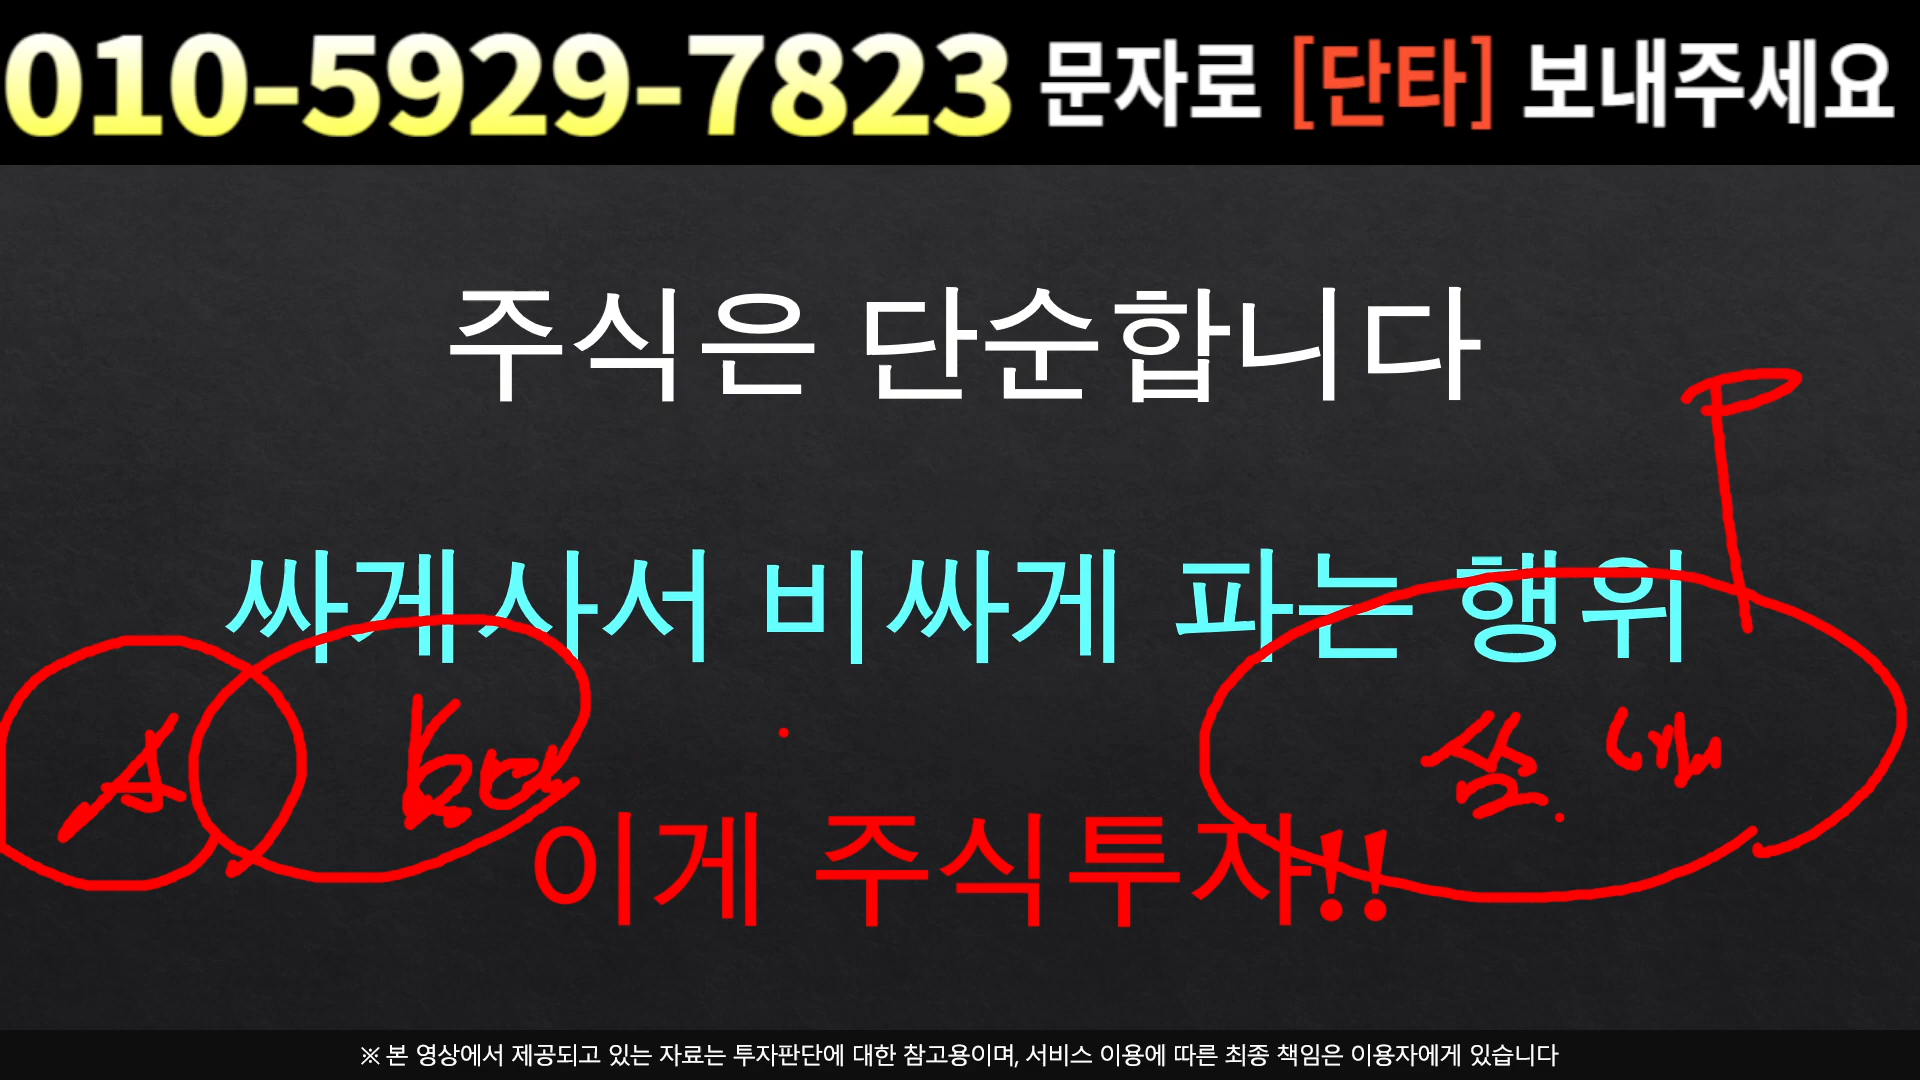 010-5929-7823 문자로 [단타] 보내주세요
주식은 단순합니다
싸게사서 비싸게 파는 행위
이게 주식투자!!
※ 본 영상에서 제공되고 있는 자료는 투자판단에 대한 참고용이며, 서비스 이용에 따른 최종 책임은 이용자에게 있습니다